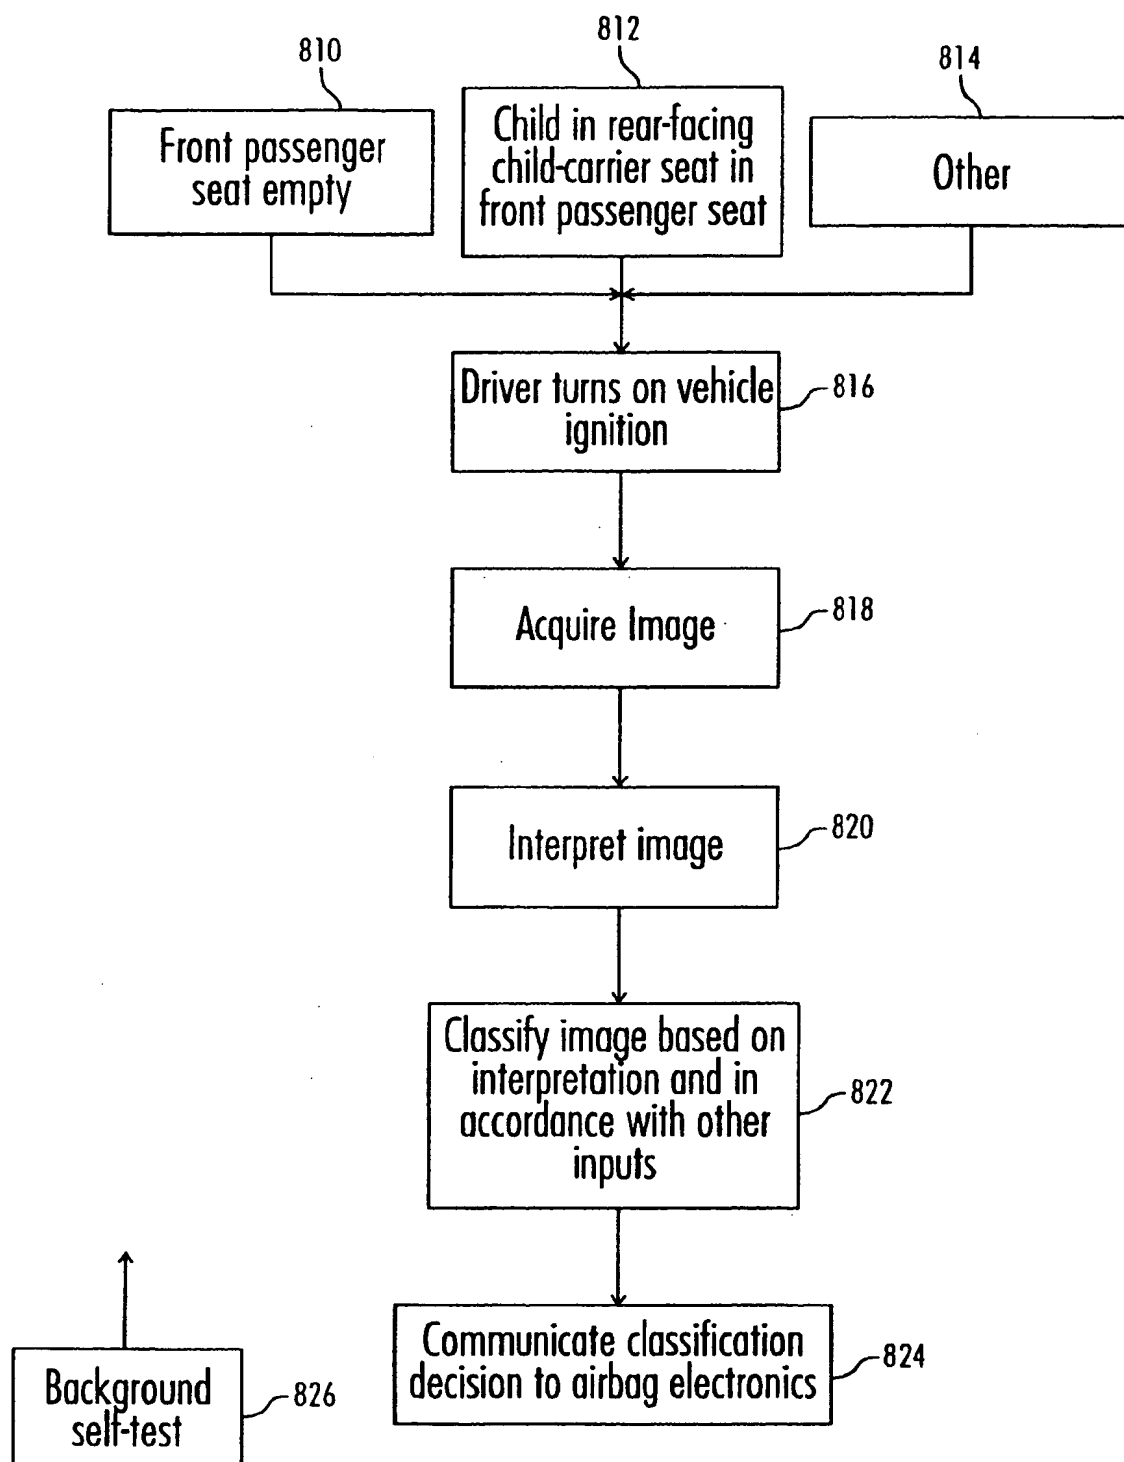 810
812
814
Front passenger
seat empty
Child in rear-facing
child-carrier seat in
front passenger seat
Other
Driver turns on vehicle
ignition
816
Acquire Image
818
Interpret image
820
Classify image based on
interpretation and in
accordance with other
inputs
822
Communicate classification
decision to airbag electronics
824
Background
self-test
826